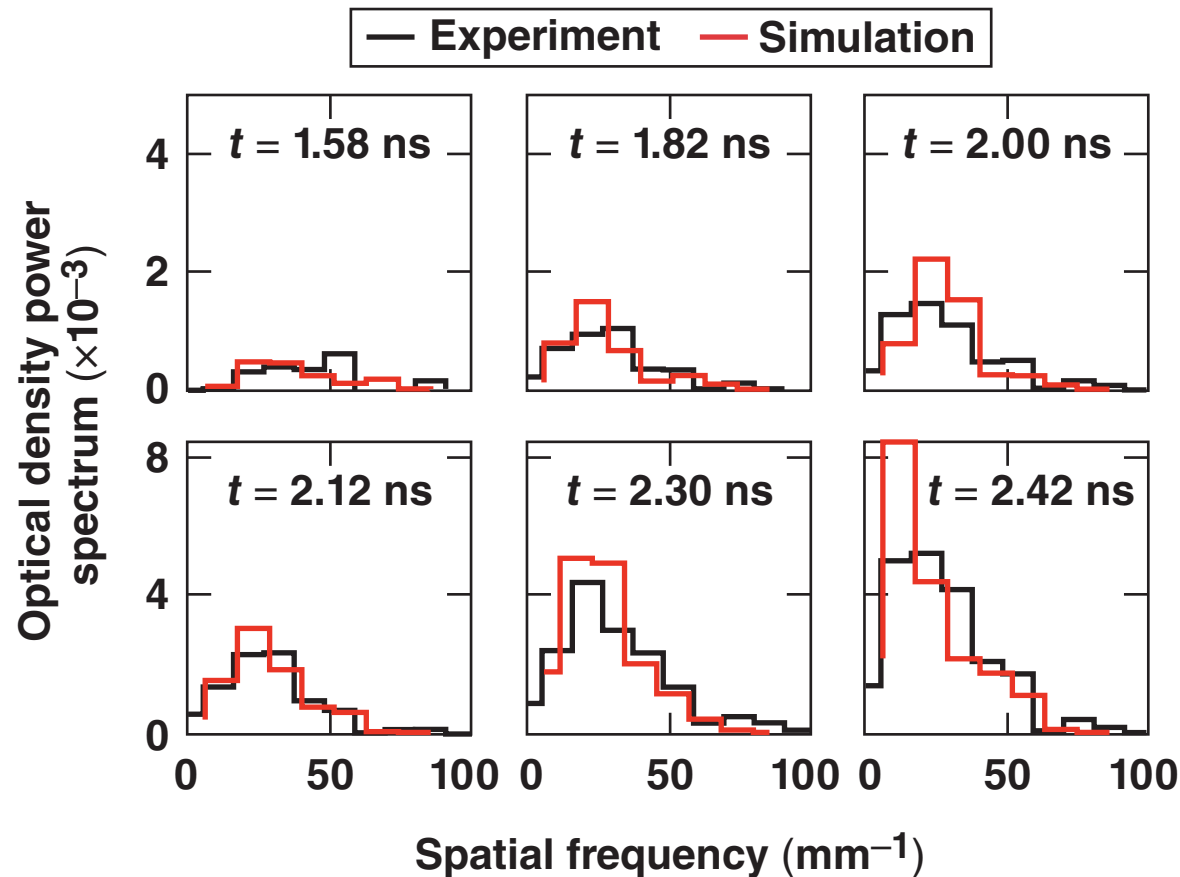 Experiment Simulation
t = 1.58 ns t = 1.82 ns t = 2.00 ns
4
2
0
t = 2.12 ns t = 2.30 ns t = 2.42 ns
8
4
0
0 50 100 0 50 100 0 50 100
Optical density power
spectrum (×10−3)
Spatial frequency (mm−1)